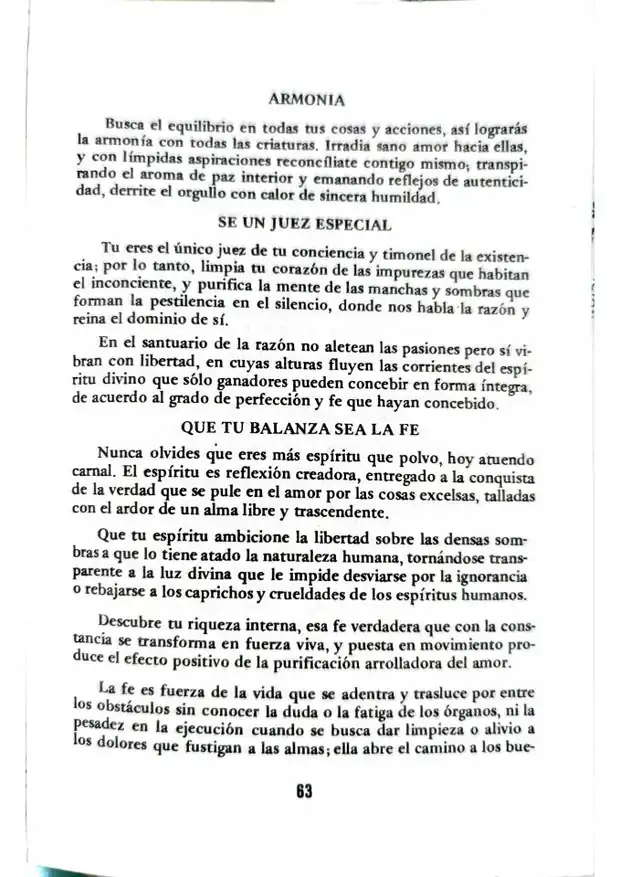 ARMONIA
Busca el equilibrio en todas tus cosas y acciones, así lograrás
la armonía con todas las criaturas. Irradia sano amor hacia ellas,
y con límpidas aspiraciones reconcíliate contigo mismo; transpi-
rando el aroma de paz interior y emanando reflejos de autentici-
dad, derrite el orgullo con calor de sincera humildad.
SE UN JUEZ ESPECIAL
Tu eres el único juez de tu conciencia y timonel de la existen-
cia; por lo tanto, limpia tu corazón de las impurezas que habitan
el inconciente, y purifica la mente de las manchas y sombras que
forman la pestilencia en el silencio, donde nos habla la razón y
reina el dominio de sí.
En el santuario de la razón no aletean las pasiones pero sí vi-
bran con libertad, en cuyas alturas fluyen las corrientes del espí-
ritu divino que sólo ganadores pueden concebir en forma íntegra,
de acuerdo al grado de perfección y fe que hayan concebido.
QUE TU BALANZA SEA LA FE
Nunca olvides que eres más espíritu que polvo, hoy atuendo
carnal. El espíritu es reflexión creadora, entregado a la conquista
de la verdad que se pule en el amor por las cosas excelsas, talladas
con el ardor de un alma libre y trascendente.
Que tu espíritu ambicione la libertad sobre las densas som-
bras a que lo tiene atado la naturaleza humana, tornándose trans-
parente a la luz divina que le impide desviarse por la ignorancia
o rebajarse a los caprichos y crueldades de los espíritus humanos.
Descubre tu riqueza interna, esa fe verdadera que con la cons-
tancia se transforma en fuerza viva, y puesta en movimiento pro-
duce el efecto positivo de la purificación arrolladora del amor.
La fe es fuerza de la vida que se adentra y trasluce por entre
los obstáculos sin conocer la duda o la fatiga de los órganos, ni la
pesadez en la ejecución cuando se busca dar limpieza o alivio a
los dolores que fustigan a las almas; ella abre el camino a los bue-
63